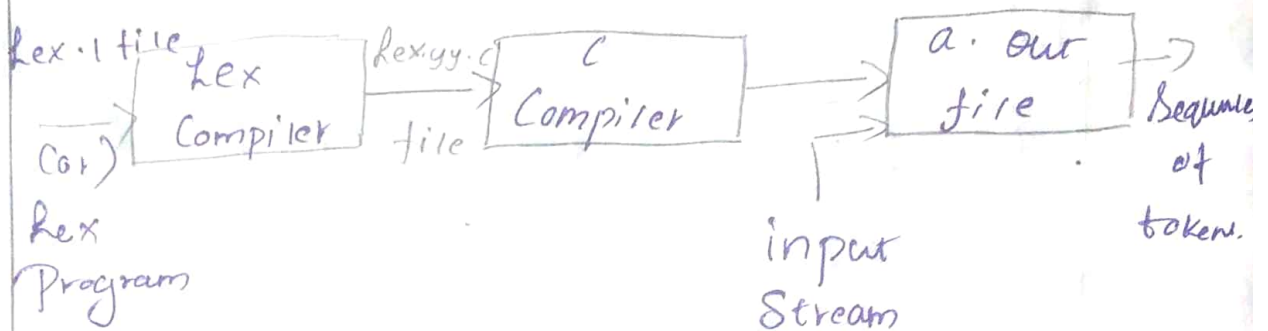 Lex.l file
(or)
Lex
Program
Lex
Compiler
Lex.yy.c
file
C
Compiler
a.out
file
input
Stream
Sequence
of
tokens.